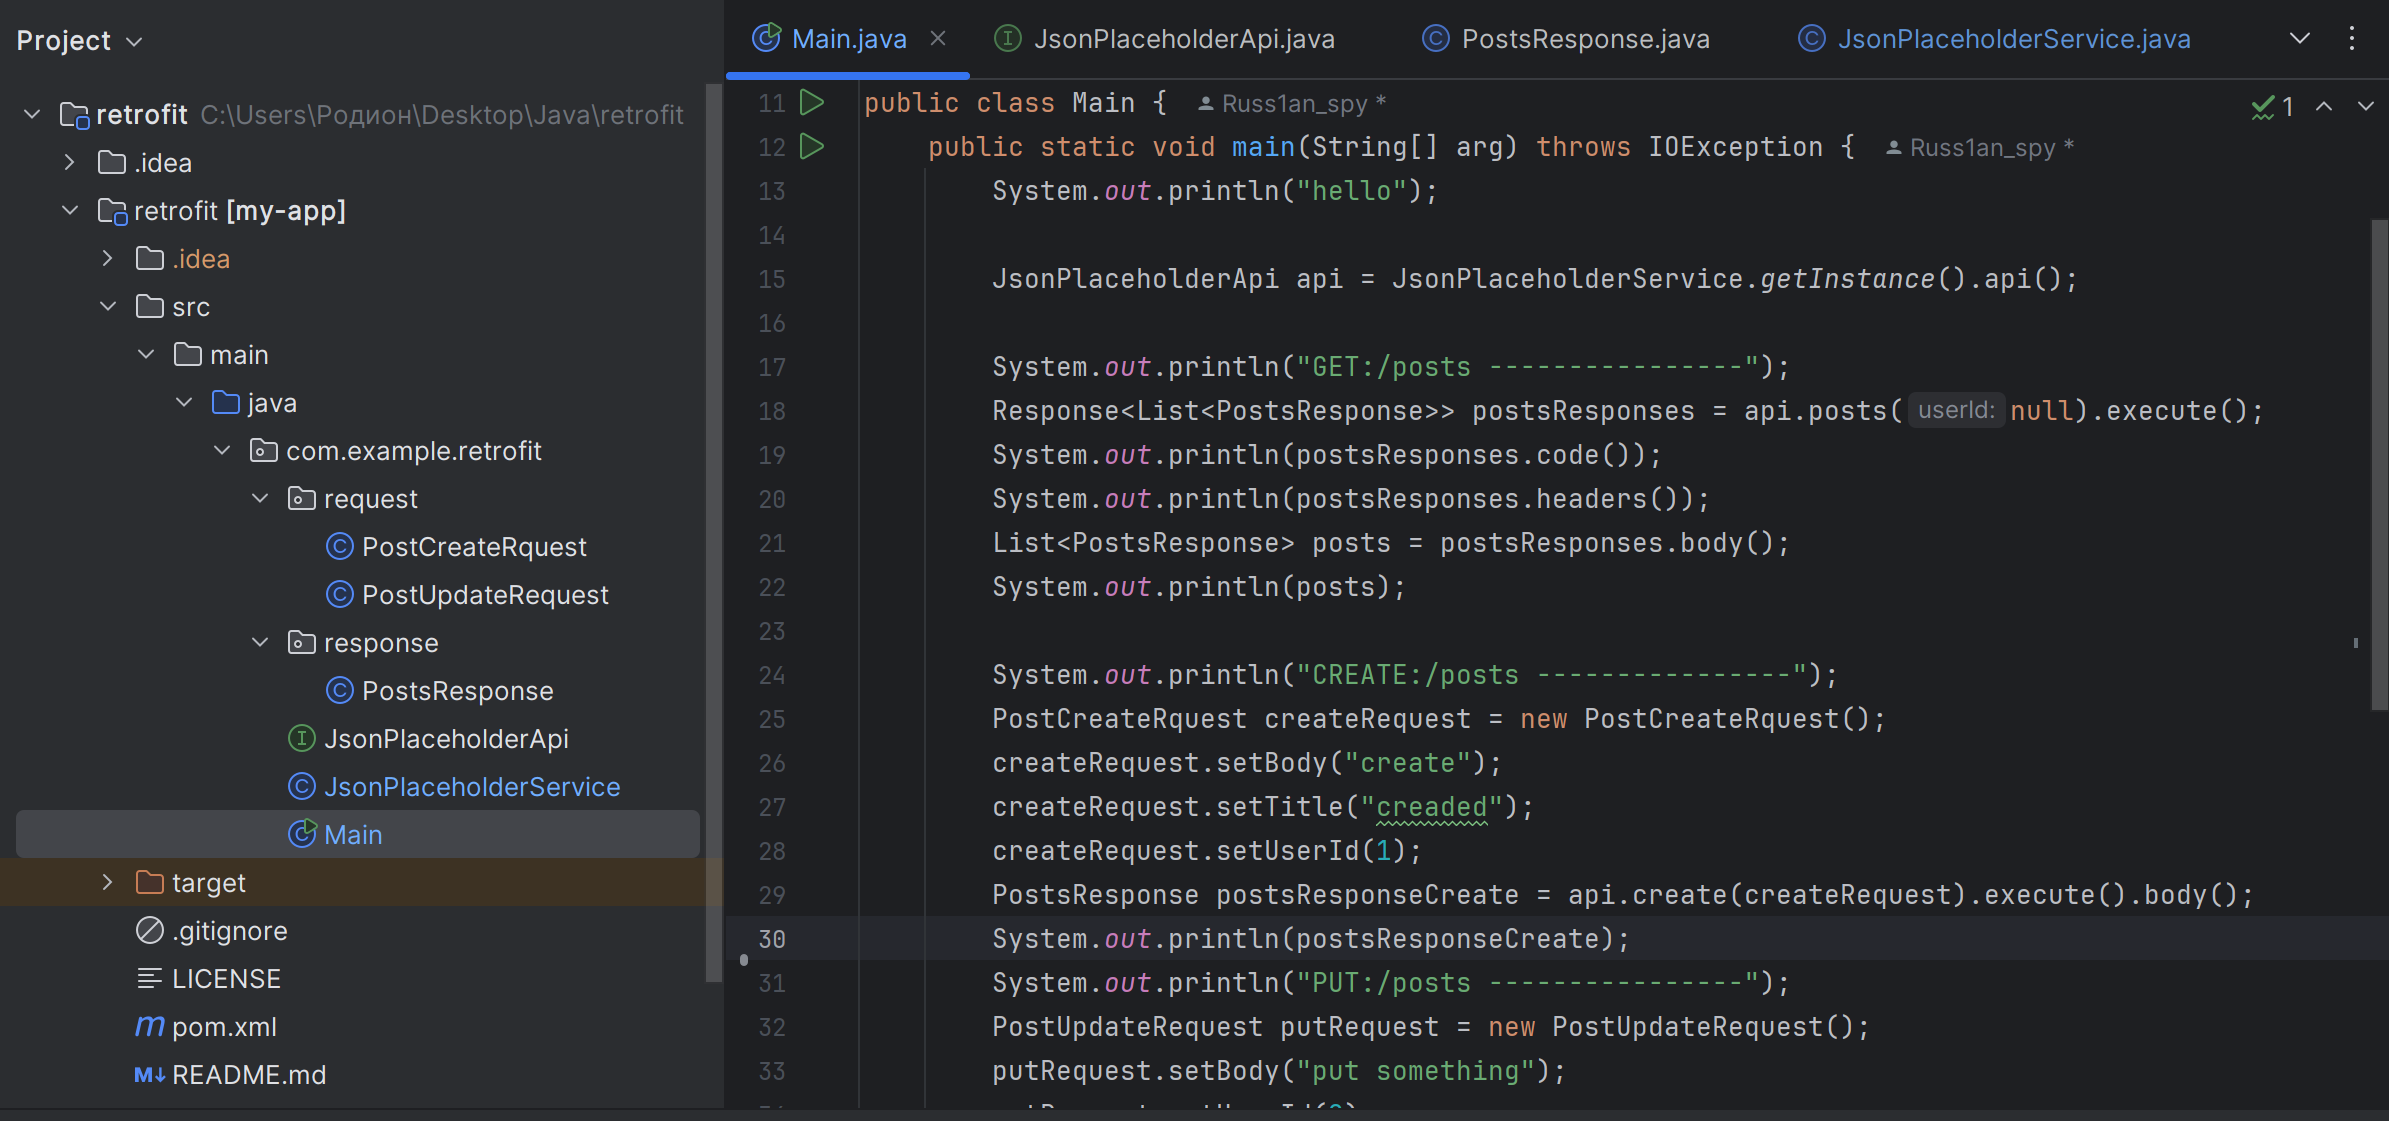 Project
retrofit C:\Users\Родион\Desktop\Java\retrofit
.idea
retrofit [my-app]
.idea
src
main
java
com.example.retrofit
request
PostCreateRquest
PostUpdateRequest
response
PostsResponse
JsonPlaceholderApi
JsonPlaceholderService
Main
target
.gitignore
LICENSE
pom.xml
README.md
Main.java JsonPlaceholderApi.java PostsResponse.java JsonPlaceholderService.java
1
11 public class Main { Russ1an_spy *
12 public static void main(String[] arg) throws IOException { Russ1an_spy *
13 System.out.println("hello");
14
15 JsonPlaceholderApi api = JsonPlaceholderService.getInstance().api();
16
17 System.out.println("GET:/posts ----------------");
18 Response<List<PostsResponse>> postsResponses = api.posts( userId: null).execute();
19 System.out.println(postsResponses.code());
20 System.out.println(postsResponses.headers());
21 List<PostsResponse> posts = postsResponses.body();
22 System.out.println(posts);
23
24 System.out.println("CREATE:/posts ----------------");
25 PostCreateRquest createRequest = new PostCreateRquest();
26 createRequest.setBody("create");
27 createRequest.setTitle("creaded");
28 createRequest.setUserId(1);
29 PostsResponse postsResponseCreate = api.create(createRequest).execute().body();
30 System.out.println(postsResponseCreate);
31 System.out.println("PUT:/posts ----------------");
32 PostUpdateRequest putRequest = new PostUpdateRequest();
33 putRequest.setBody("put something");